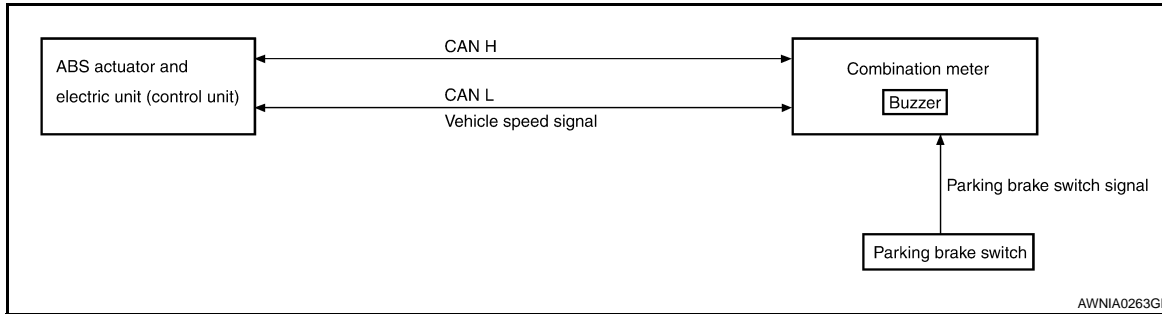 CAN H
ABS actuator and
electric unit (control unit)
CAN L
Vehicle speed signal
Combination meter
Buzzer
Parking brake switch signal
Parking brake switch